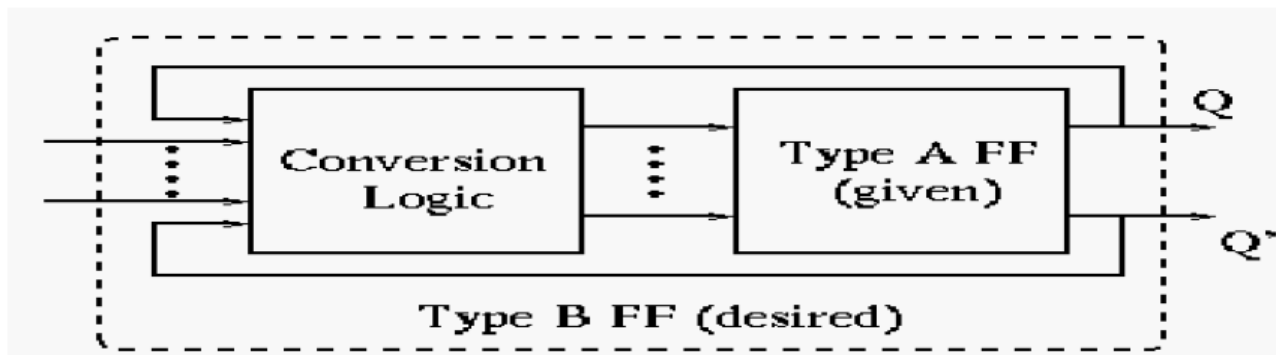 Q
Conversion
Logic
Type A FF
(given)
Q'
Type B FF (desired)